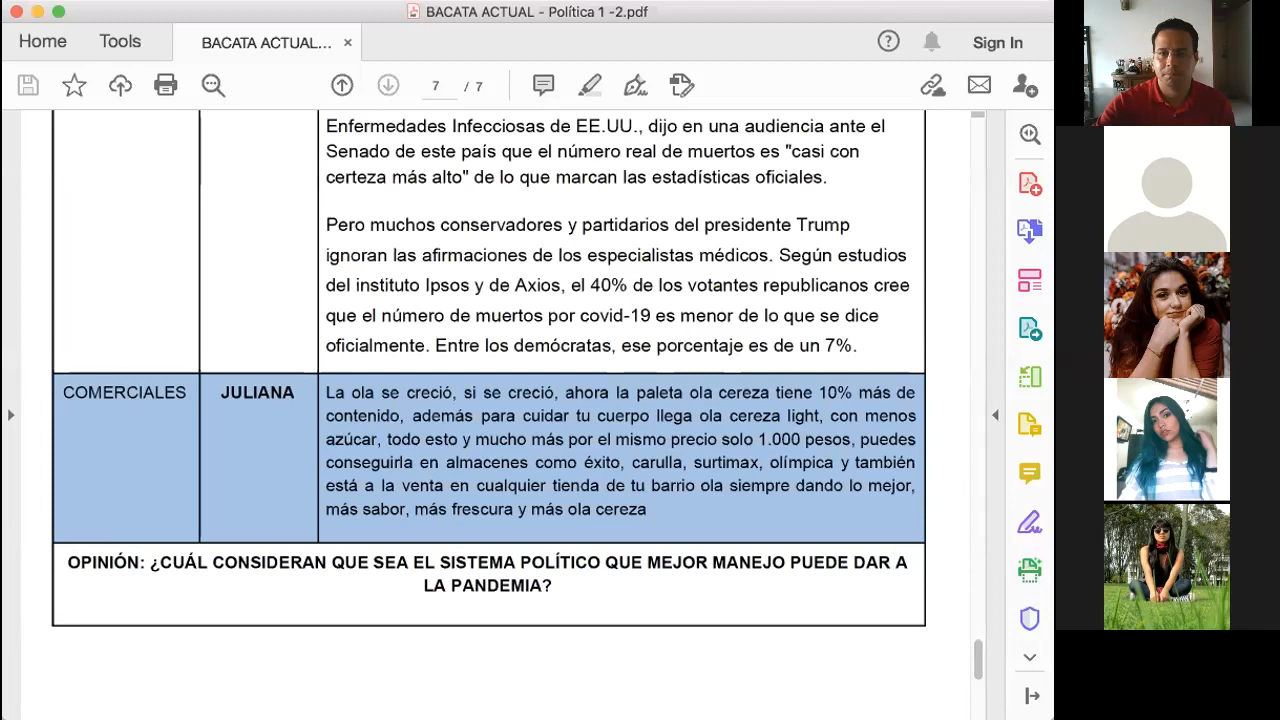 BACATA ACTUAL - Política 1 -2.pdf
Home
Tools
BACATA ACTUAL...
Sign In
7 / 7
Enfermedades Infecciosas de EE.UU., dijo en una audiencia ante el
Senado de este país que el número real de muertos es "casi con
certeza más alto" de lo que marcan las estadísticas oficiales.
Pero muchos conservadores y partidarios del presidente Trump
ignoran las afirmaciones de los especialistas médicos. Según estudios
del instituto Ipsos y de Axios, el 40% de los votantes republicanos cree
que el número de muertos por covid-19 es menor de lo que se dice
oficialmente. Entre los demócratas, ese porcentaje es de un 7%.
COMERCIALES
JULIANA
La ola se creció, si se creció, ahora la paleta ola cereza tiene 10% más de
contenido, además para cuidar tu cuerpo llega ola cereza light, con menos
azúcar, todo esto y mucho más por el mismo precio solo 1.000 pesos, puedes
conseguirla en almacenes como éxito, carulla, surtimax, olímpica y también
está a la venta en cualquier tienda de tu barrio ola siempre dando lo mejor,
más sabor, más frescura y más ola cereza
OPINIÓN: ¿CUÁL CONSIDERAN QUE SEA EL SISTEMA POLÍTICO QUE MEJOR MANEJO PUEDE DAR A
LA PANDEMIA?